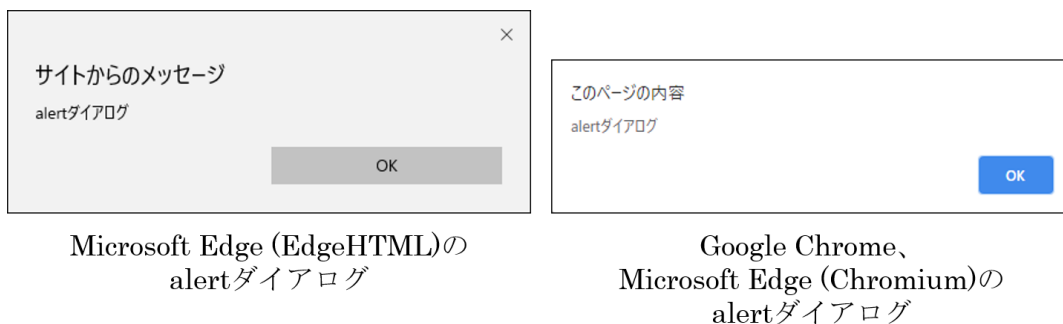 サイトからのメッセージ
alertダイアログ
OK
Microsoft Edge (EdgeHTML)の
alertダイアログ
このページの内容
alertダイアログ
OK
Google Chrome、
Microsoft Edge (Chromium)の
alertダイアログ